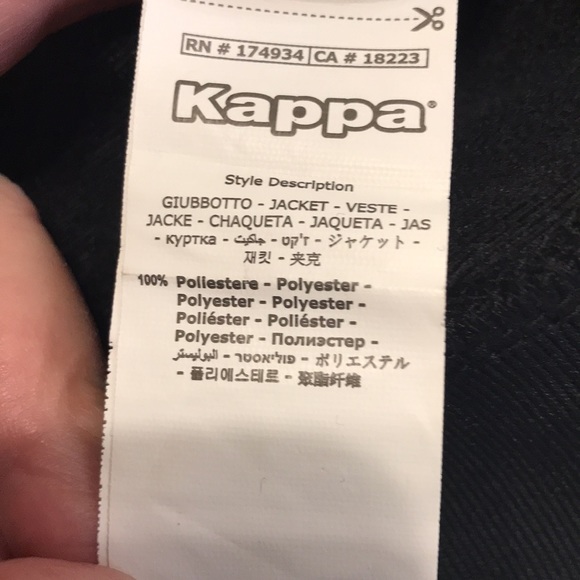 RN # 174934 CA # 18223
Kappa®
Style Description
GIUBBOTTO - JACKET - VESTE -
JACKE - CHAQUETA - JAQUETA - JAS
- куртка - جاكيت - ז'קט - ジャケット -
재킷 - 夹克
100% Poliestere - Polyester -
Polyester - Polyester -
Poliéster - Poliéster -
Polyester - Полиэстер -
البوليستر - פוליאסטר - ポリエステル
- 폴리에스테르 - 聚酯纤维